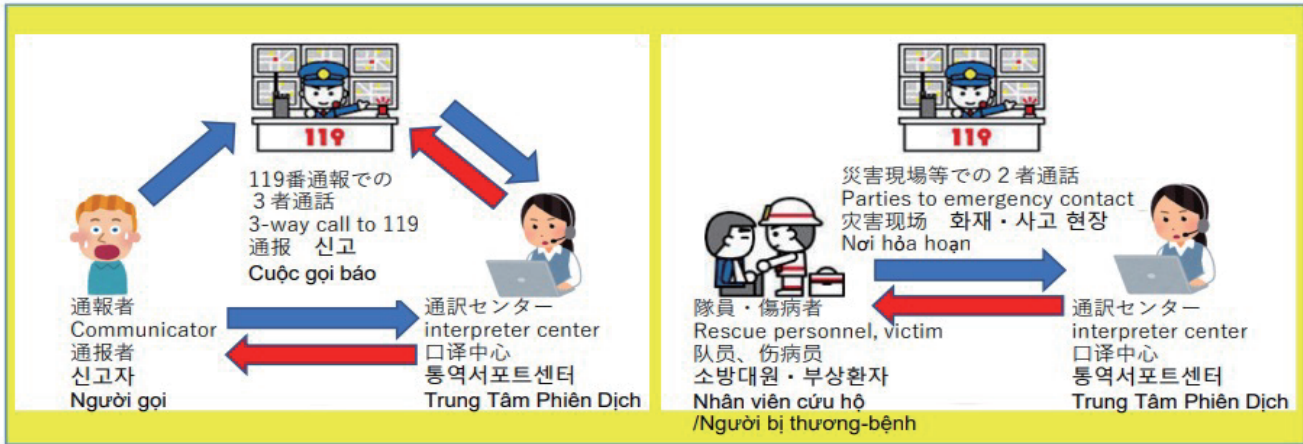 119
119番通報での
３者通話
3-way call to 119
通报　신고
Cuộc gọi báo
通報者
Communicator
通报者
신고자
Người gọi
通訳センター
interpreter center
口译中心
통역서포트센터
Trung Tâm Phiên Dịch
119
災害現場等での２者通話
Parties to emergency contact
灾害现场　화재・사고 현장
Nơi hỏa hoạn
隊員・傷病者
Rescue personnel, victim
队员、伤病员
소방대원・부상환자
Nhân viên cứu hộ
/Người bị thương-bệnh
通訳センター
interpreter center
口译中心
통역서포트센터
Trung Tâm Phiên Dịch